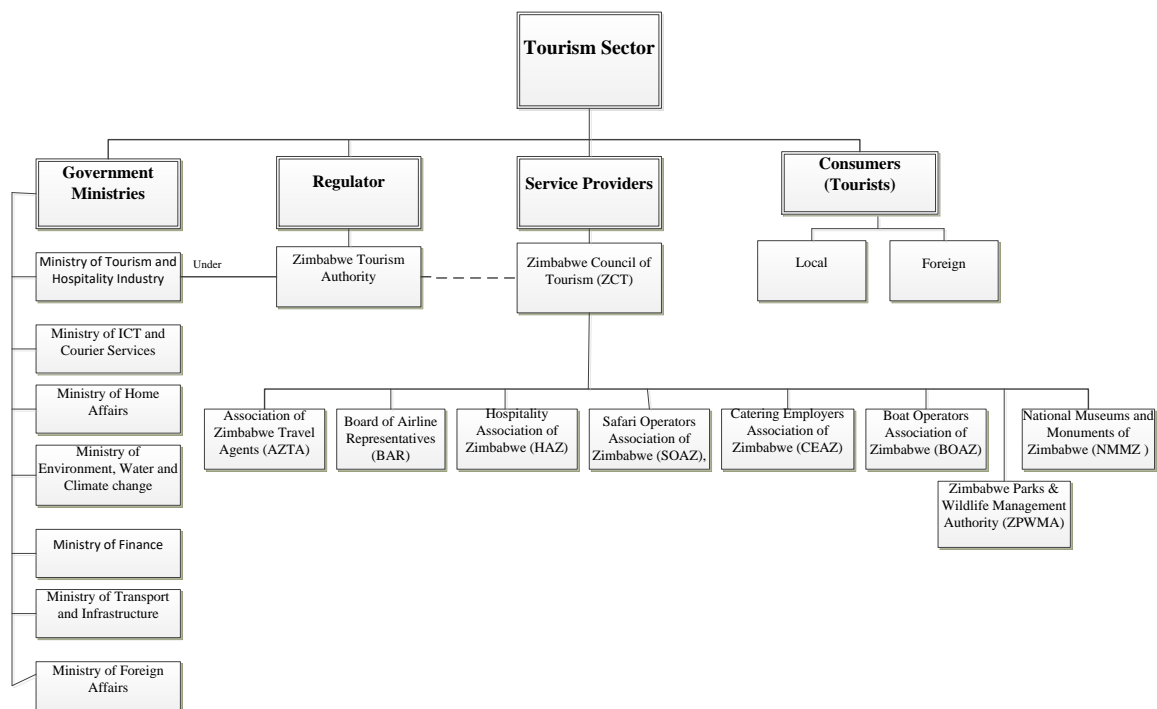 Tourism Sector
Government
Ministries
Regulator
Service Providers
Consumers
(Tourists)
Ministry of Tourism and
Hospitality Industry
Under
Zimbabwe Tourism
Authority
Zimbabwe Council of
Tourism (ZCT)
Local
Foreign
Ministry of ICT and
Courier Services
Ministry of Home
Affairs
Ministry of
Environment, Water and
Climate change
Ministry of Finance
Ministry of Transport
and Infrastructure
Ministry of Foreign
Affairs
Association of
Zimbabwe Travel
Agents (AZTA)
Board of Airline
Representatives
(BAR)
Hospitality
Association of
Zimbabwe (HAZ)
Safari Operators
Association of
Zimbabwe (SOAZ),
Catering Employers
Association of
Zimbabwe (CEAZ)
Boat Operators
Association of
Zimbabwe (BOAZ)
National Museums and
Monuments of
Zimbabwe (NMMZ )
Zimbabwe Parks &
Wildlife Management
Authority (ZPWMA)